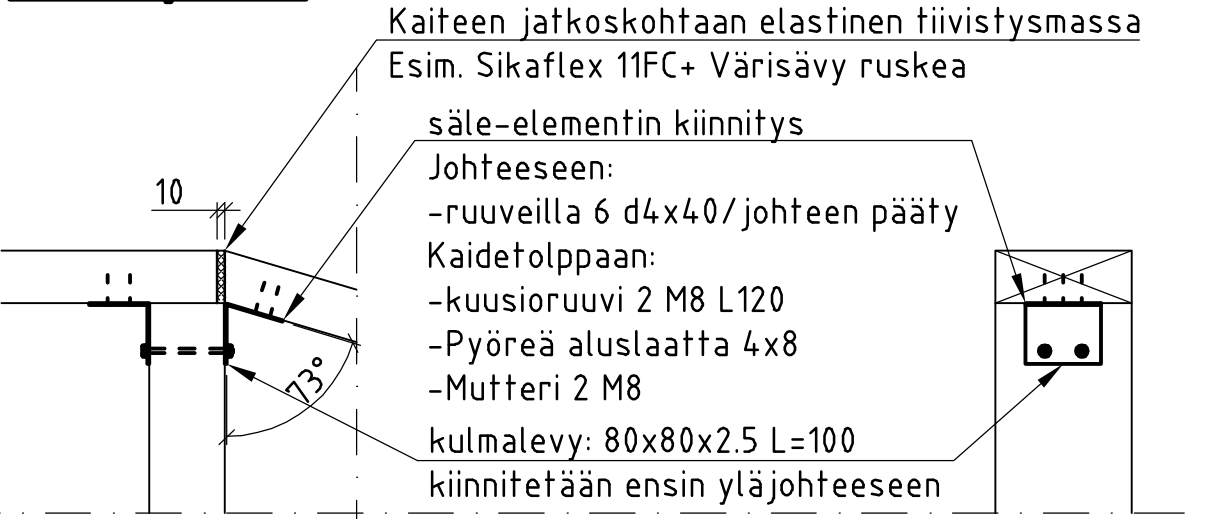 Kaiteen jatkoskohtaan elastinen tiivistysmassa
Esim. Sikaflex 11FC+ Värisävy ruskea
säle-elementin kiinnitys
Johteeseen:
-ruuveilla 6 d4x40/johteen pääty
Kaidetolppaan:
-kuusioruuvi 2 M8 L120
-Pyöreä aluslaatta 4x8
-Mutteri 2 M8
kulmalevy: 80x80x2.5 L=100
kiinnitetään ensin yläjohteeseen
10
73°